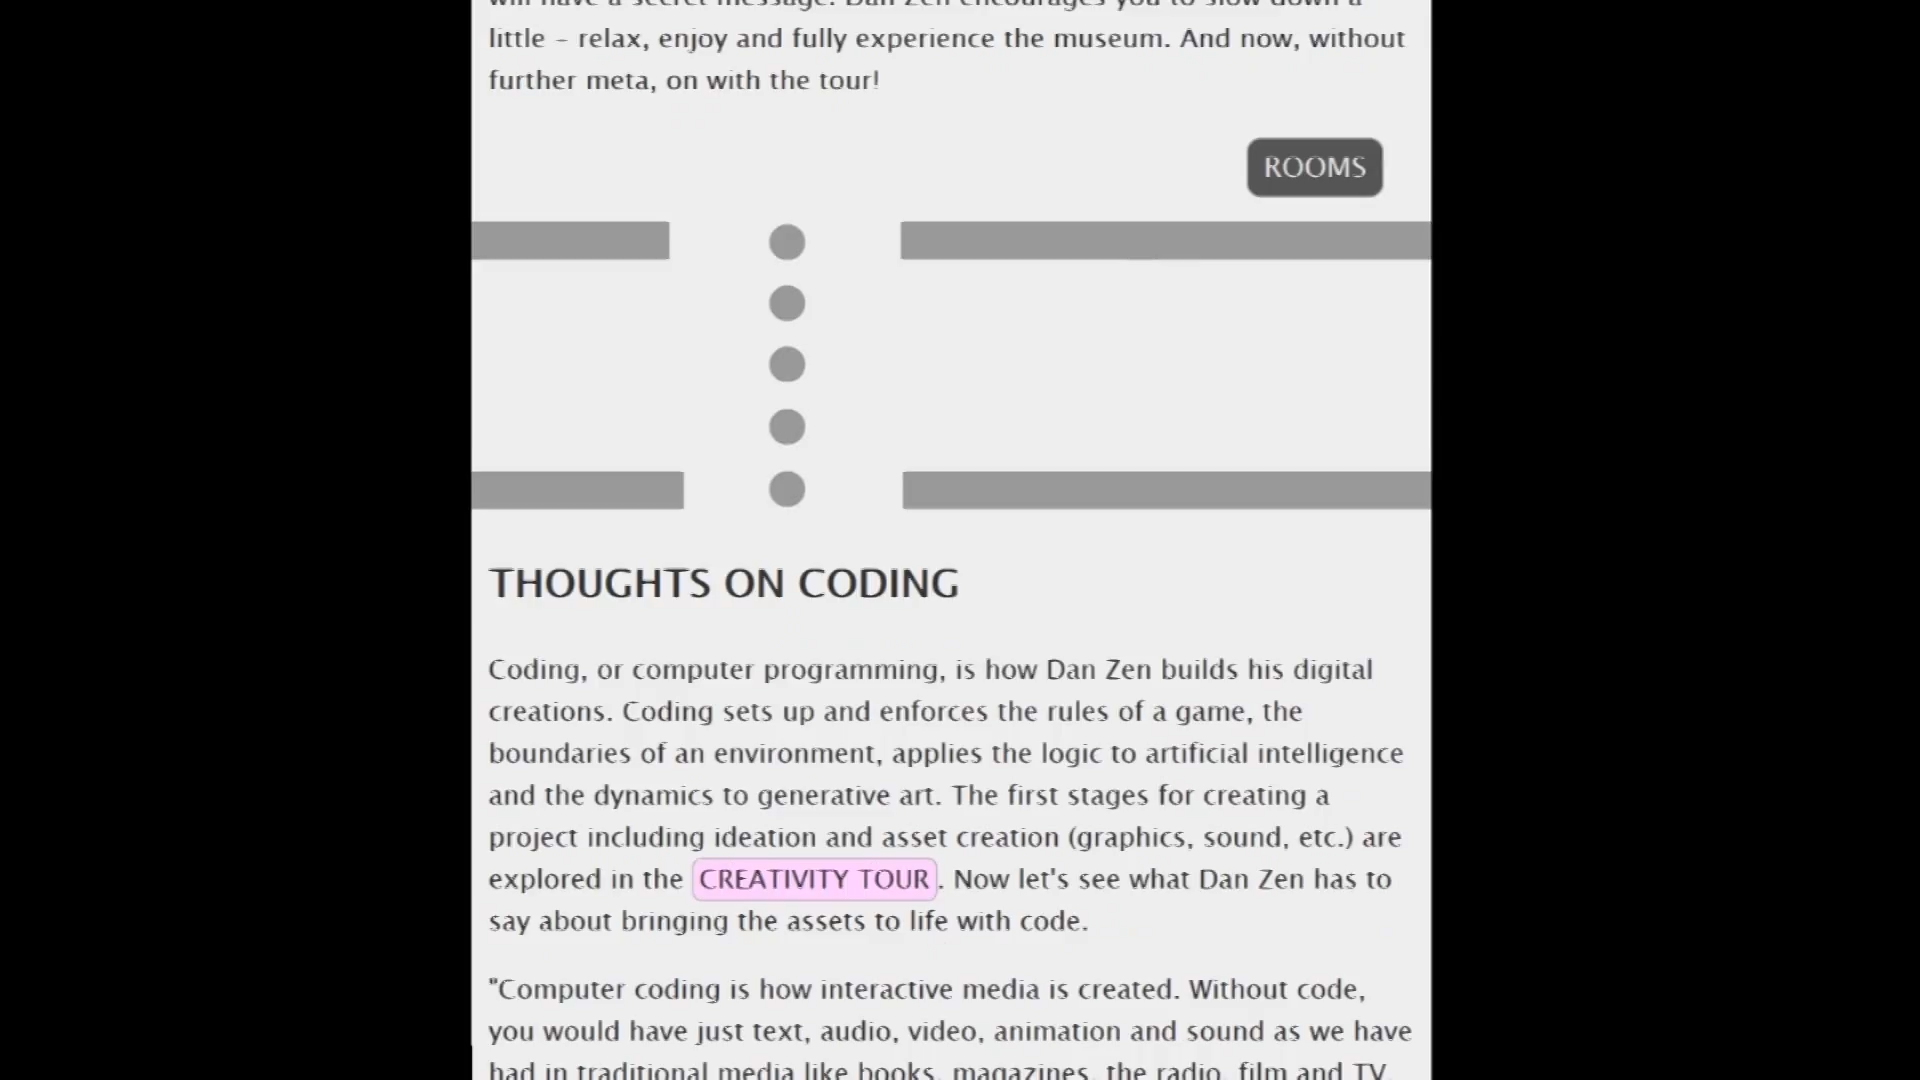 will have a secret message. Dan Zen encourages you to slow down a
little – relax, enjoy and fully experience the museum. And now, without
further meta, on with the tour!
ROOMS
THOUGHTS ON CODING
Coding, or computer programming, is how Dan Zen builds his digital
creations. Coding sets up and enforces the rules of a game, the
boundaries of an environment, applies the logic to artificial intelligence
and the dynamics to generative art. The first stages for creating a
project including ideation and asset creation (graphics, sound, etc.) are
explored in the CREATIVITY TOUR. Now let's see what Dan Zen has to
say about bringing the assets to life with code.
"Computer coding is how interactive media is created. Without code,
you would have just text, audio, video, animation and sound as we have
had in traditional media like books, magazines, the radio, film and TV.